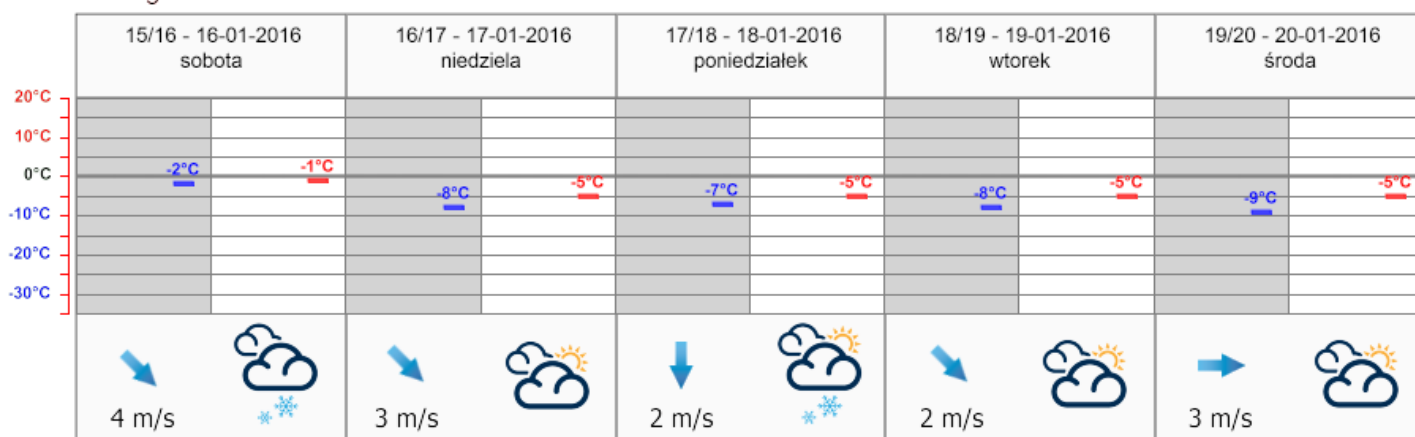 15/16 - 16-01-2016
sobota
16/17 - 17-01-2016
niedziela
17/18 - 18-01-2016
poniedziałek
18/19 - 19-01-2016
wtorek
19/20 - 20-01-2016
środa
20°C
10°C
0°C
-10°C
-20°C
-30°C
-2°C
-1°C
-8°C
-5°C
-7°C
-5°C
-8°C
-5°C
-9°C
-5°C
4 m/s
3 m/s
2 m/s
2 m/s
3 m/s